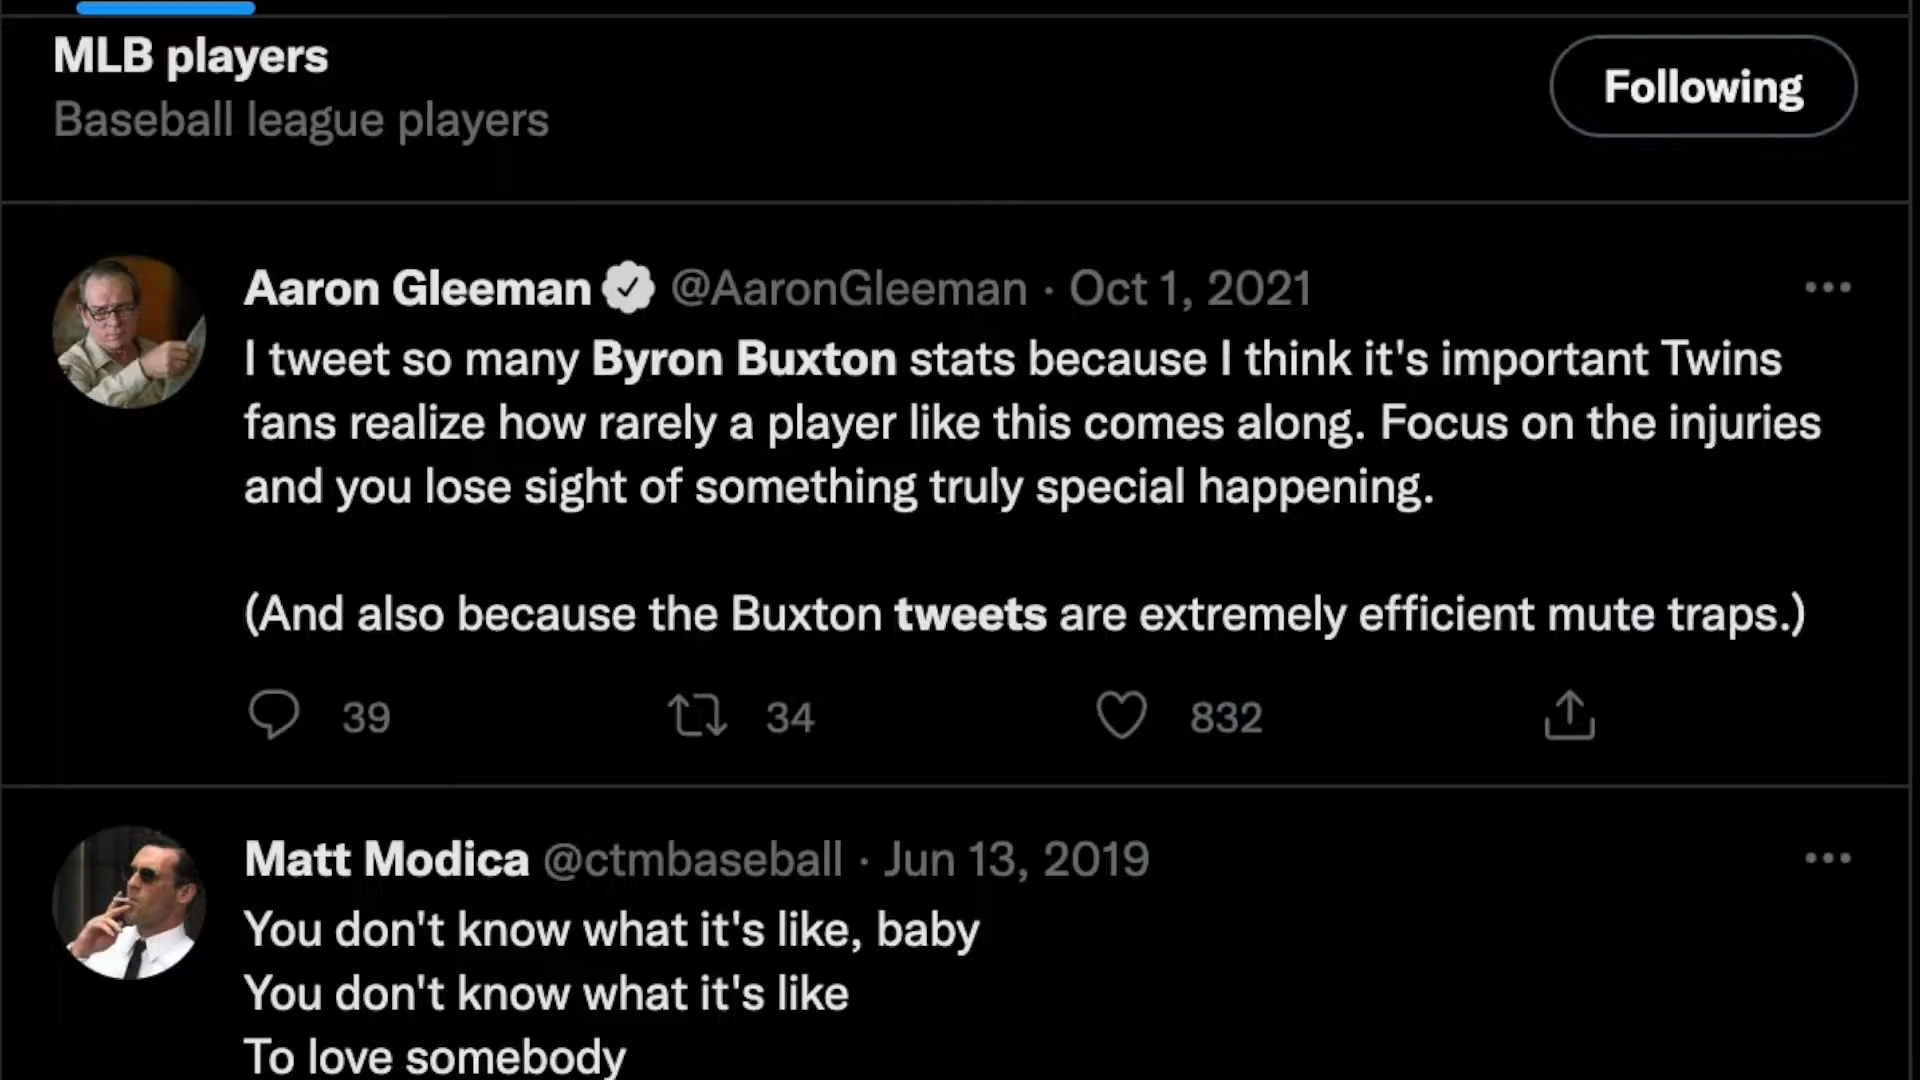 MLB players
Baseball league players
Following
Aaron Gleeman @AaronGleeman · Oct 1, 2021
I tweet so many Byron Buxton stats because I think it's important Twins
fans realize how rarely a player like this comes along. Focus on the injuries
and you lose sight of something truly special happening.
(And also because the Buxton tweets are extremely efficient mute traps.)
39 34 832
Matt Modica @ctmbaseball · Jun 13, 2019
You don't know what it's like, baby
You don't know what it's like
To love somebody